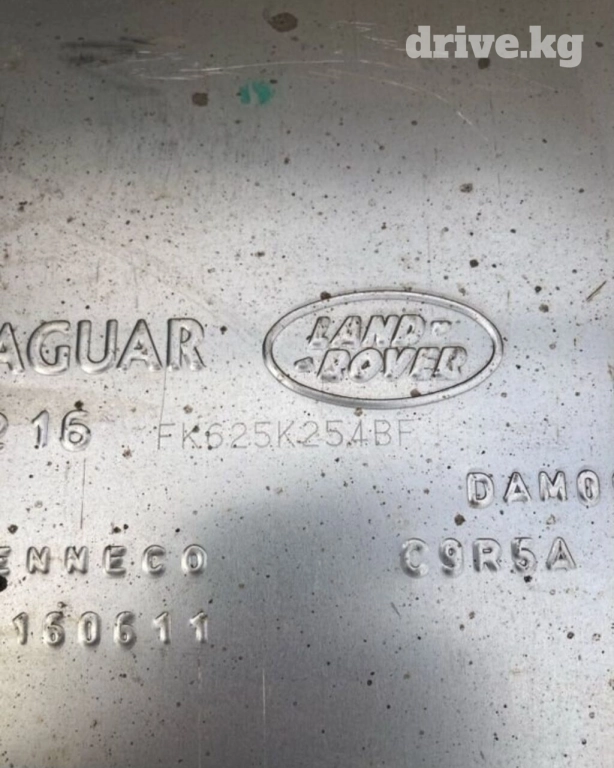 drive.kg
AGUAR LAND
ROVER
216 FK625K254BF
DAM0
ENNECO C9R5A
160611